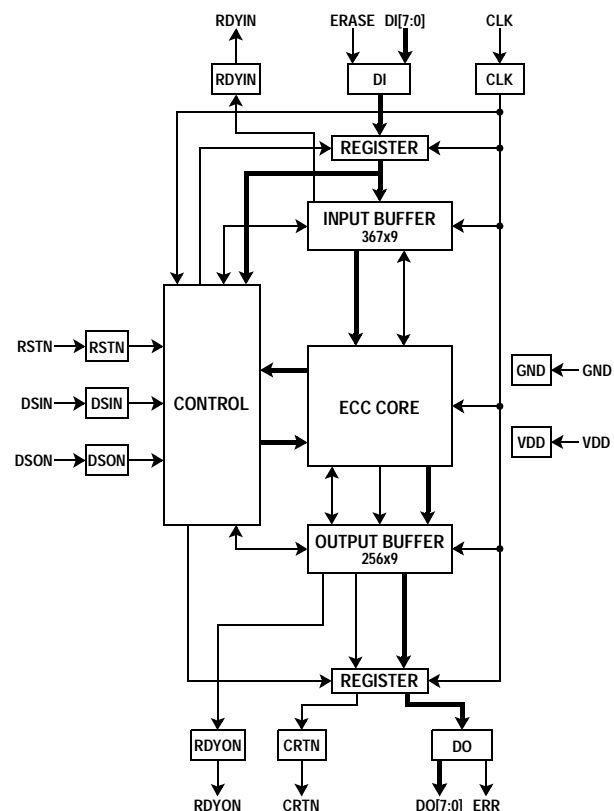 RDYIN ERASE DI[7:0] CLK
RDYIN DI CLK
REGISTER
INPUT BUFFER
367x9
RSTN RSTN
CONTROL
ECC CORE
GND GND
DSIN DSIN
VDD VDD
DSON DSON
OUTPUT BUFFER
256x9
REGISTER
RDYON CRTN DO
RDYON CRTN DO[7:0] ERR